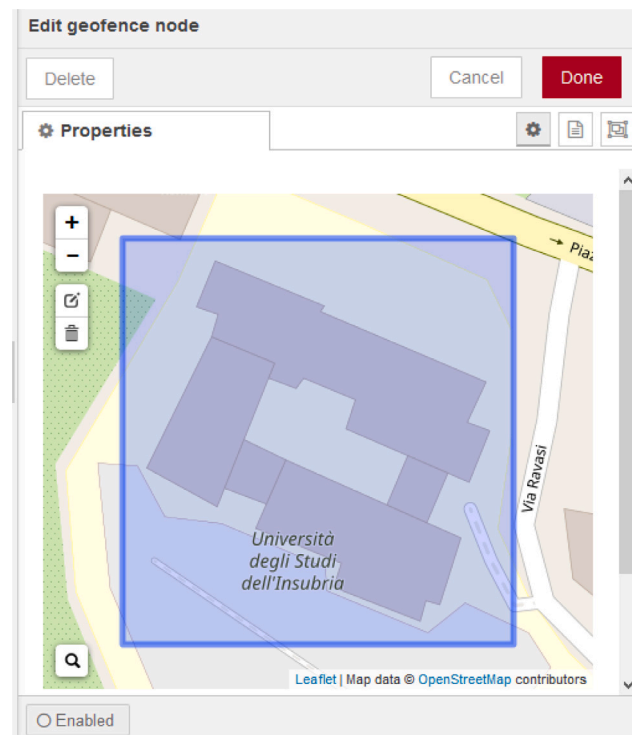 Edit geofence node
Delete
Cancel
Done
Properties
+
−
→ Piaz
Via Ravasi
Università
degli Studi
dell'Insubria
Leaflet | Map data © OpenStreetMap contributors
Enabled